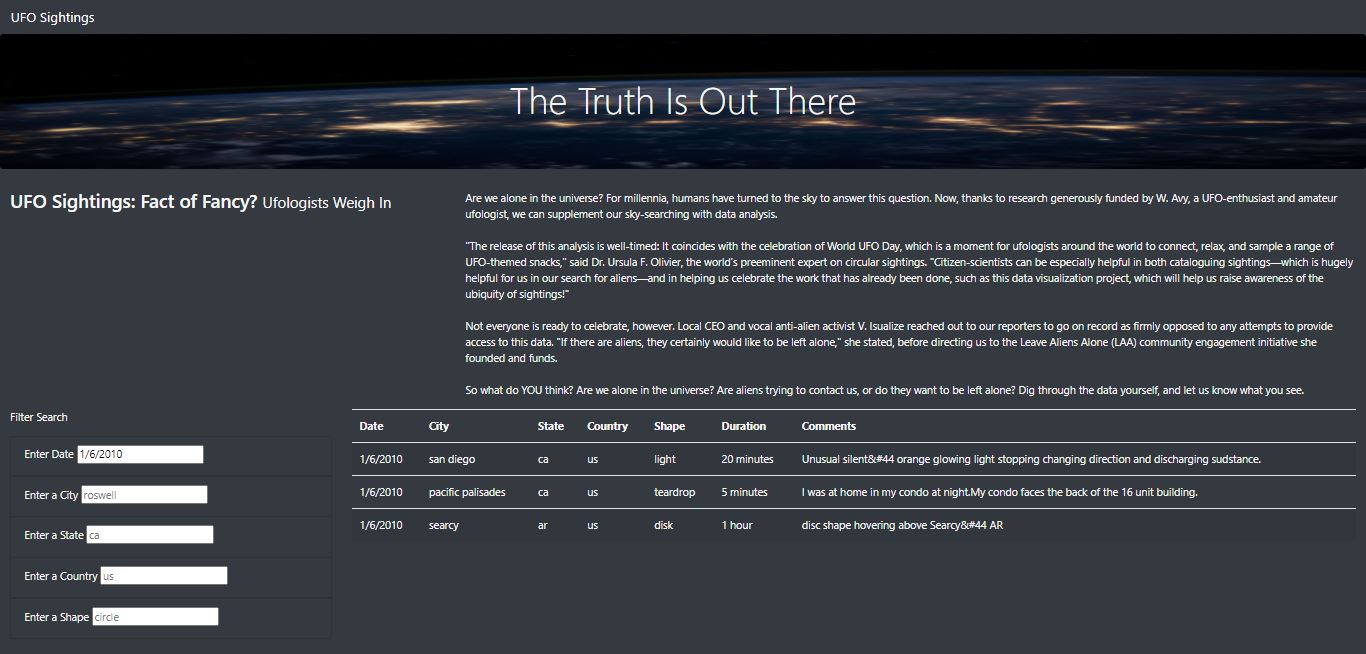 UFO Sightings
The Truth Is Out There
UFO Sightings: Fact of Fancy? Ufologists Weigh In
Are we alone in the universe? For millennia, humans have turned to the sky to answer this question. Now, thanks to research generously funded by W. Avy, a UFO-enthusiast and amateur
ufologist, we can supplement our sky-searching with data analysis.
"The release of this analysis is well-timed: It coincides with the celebration of World UFO Day, which is a moment for ufologists around the world to connect, relax, and sample a range of
UFO-themed snacks," said Dr. Ursula F. Olivier, the world's preeminent expert on circular sightings. "Citizen-scientists can be especially helpful in both cataloguing sightings—which is hugely
helpful for us in our search for aliens—and in helping us celebrate the work that has already been done, such as this data visualization project, which will help us raise awareness of the
ubiquity of sightings!"
Not everyone is ready to celebrate, however. Local CEO and vocal anti-alien activist V. Isualize reached out to our reporters to go on record as firmly opposed to any attempts to provide
access to this data. "If there are aliens, they certainly would like to be left alone," she stated, before directing us to the Leave Aliens Alone (LAA) community engagement initiative she
founded and funds.
So what do YOU think? Are we alone in the universe? Are aliens trying to contact us, or do they want to be left alone? Dig through the data yourself, and let us know what you see.
Filter Search
Enter Date 1/6/2010
Enter a City roswell
Enter a State ca
Enter a Country us
Enter a Shape circle
Date City State Country Shape Duration Comments
1/6/2010 san diego ca us light 20 minutes Unusual silent&#44 orange glowing light stopping changing direction and discharging sudstance.
1/6/2010 pacific palisades ca us teardrop 5 minutes I was at home in my condo at night.My condo faces the back of the 16 unit building.
1/6/2010 searcy ar us disk 1 hour disc shape hovering above Searcy&#44 AR